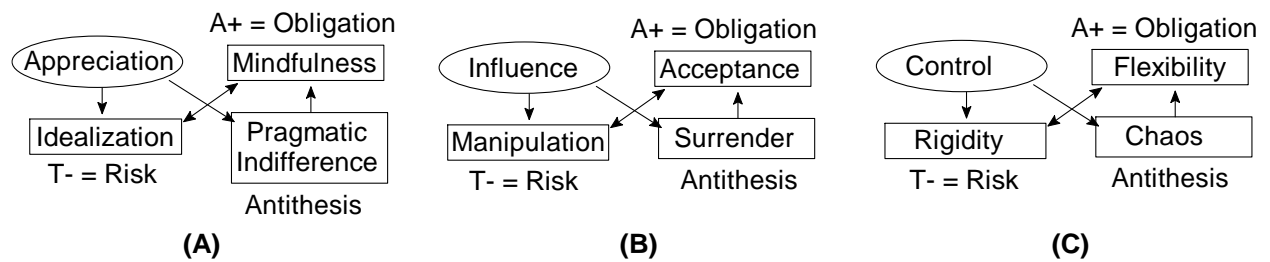 A+ = Obligation
Appreciation
Mindfulness
Idealization
Pragmatic
Indifference
T- = Risk
Antithesis
(A)
A+ = Obligation
Influence
Acceptance
Manipulation
Surrender
T- = Risk
Antithesis
(B)
A+ = Obligation
Control
Flexibility
Rigidity
Chaos
T- = Risk
Antithesis
(C)